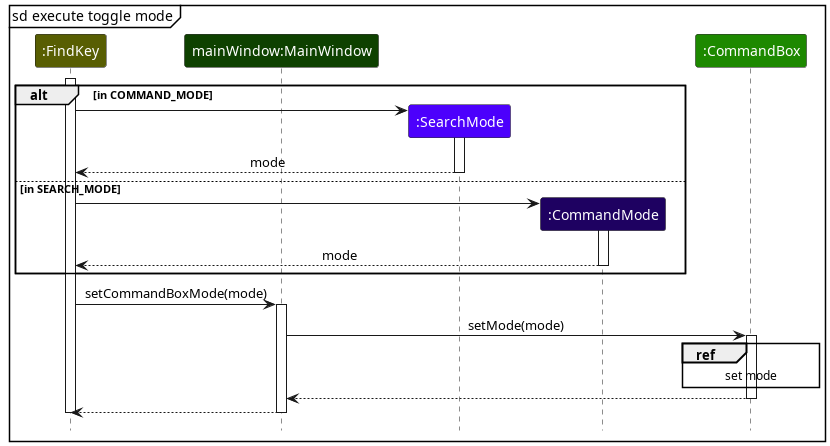 sd execute toggle mode
:FindKey
mainWindow:MainWindow
:CommandBox
alt
[in COMMAND_MODE]
:SearchMode
mode
[in SEARCH_MODE]
:CommandMode
mode
setCommandBoxMode(mode)
setMode(mode)
ref
set mode